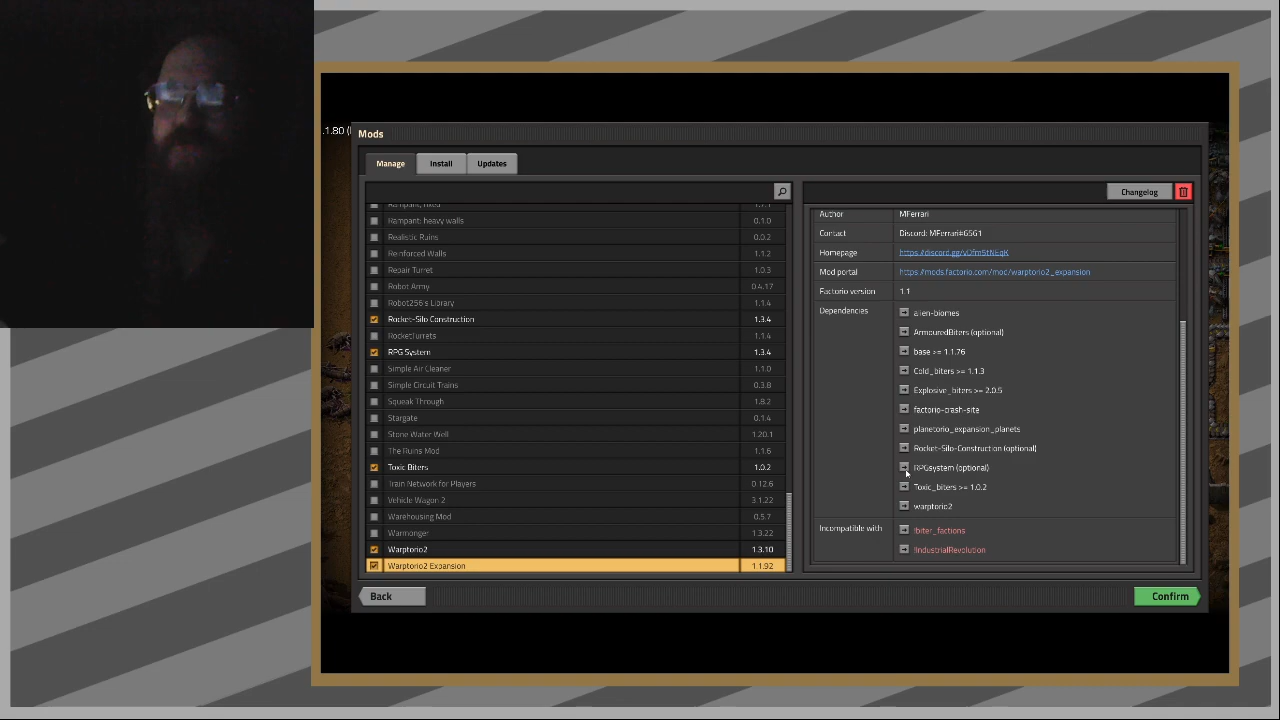 .1.80 (
Mods
Manage
Install
Updates
Changelog
Rampant, fixed 1.7.1
Rampant: heavy walls 0.1.0
Realistic Ruins 0.0.2
Reinforced Walls 1.1.2
Repair Turret 1.0.3
Robot Army 0.4.17
Robot256's Library 1.1.4
Rocket-Silo Construction 1.3.4
RocketTurrets 1.1.4
RPG System 1.3.4
Simple Air Cleaner 1.1.0
Simple Circuit Trains 0.3.8
Squeak Through 1.8.2
Stargate 0.1.4
Stone Water Well 1.20.1
The Ruins Mod 1.1.6
Toxic Biters 1.0.2
Train Network for Players 0.12.6
Vehicle Wagon 2 3.1.22
Warehousing Mod 0.5.7
Warmonger 1.3.22
Warptorio2 1.3.10
Warptorio2 Expansion 1.1.92
Author MFerrari
Contact Discord: MFerrari#6561
Homepage
Mod portal https://mods.factorio.com/mod/warptorio2_expansion
Factorio version 1.1
Dependencies
alien-biomes
ArmouredBiters (optional)
base >= 1.1.76
Cold_biters >= 1.1.3
Explosive_biters >= 2.0.5
factorio-crash-site
planetorio_expansion_planets
Rocket-Silo-Construction (optional)
RPGsystem (optional)
Toxic_biters >= 1.0.2
warptorio2
Incompatible with
!biter_factions
!IndustrialRevolution
Back
Confirm